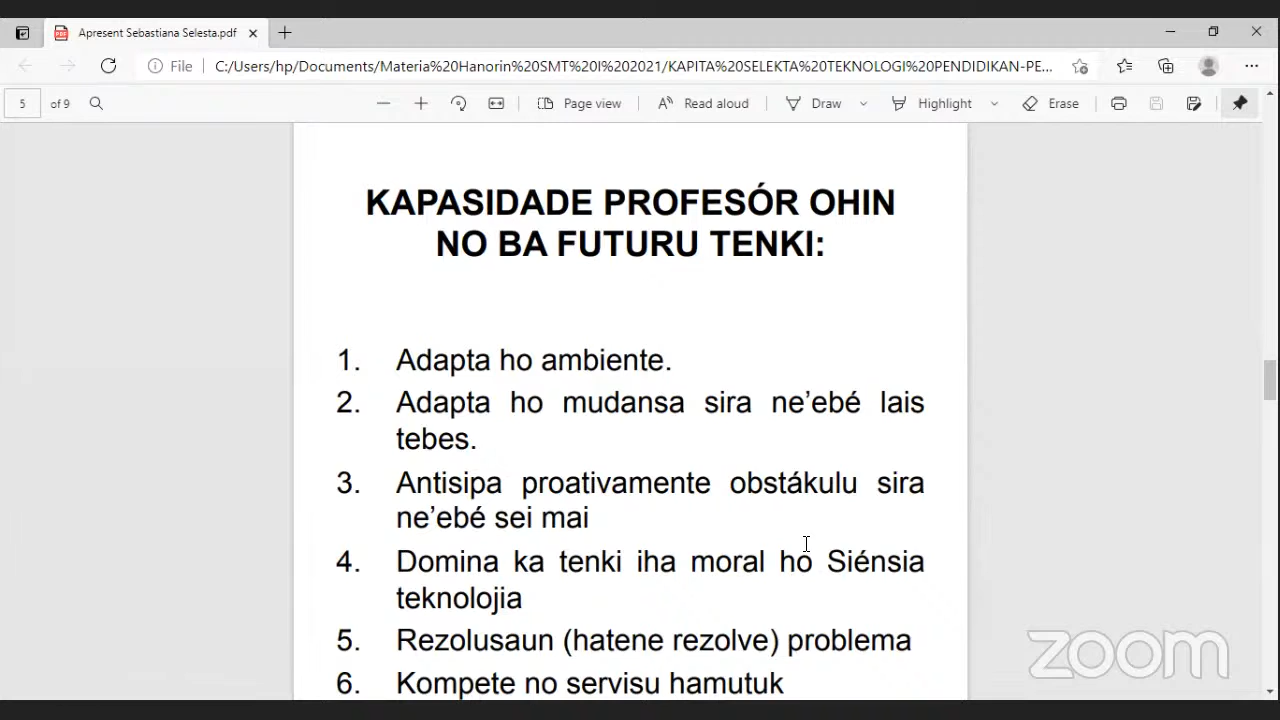 Apresent Sebastiana Selesta.pdf
File
C:/Users/hp/Documents/Materia%20Hanorin%20SMT%20I%202021/KAPITA%20SELEKTA%20TEKNOLOGI%20PENDIDIKAN-PE...
5 of 9
Page view
Read aloud
Draw
Highlight
Erase
KAPASIDADE PROFESÓR OHIN
NO BA FUTURU TENKI:
1. Adapta ho ambiente.
2. Adapta ho mudansa sira ne’ebé lais
tebes.
3. Antisipa proativamente obstákulu sira
ne’ebé sei mai
4. Domina ka tenki iha moral ho Siénsia
teknolojia
5. Rezolusaun (hatene rezolve) problema
6. Kompete no servisu hamutuk
zoom